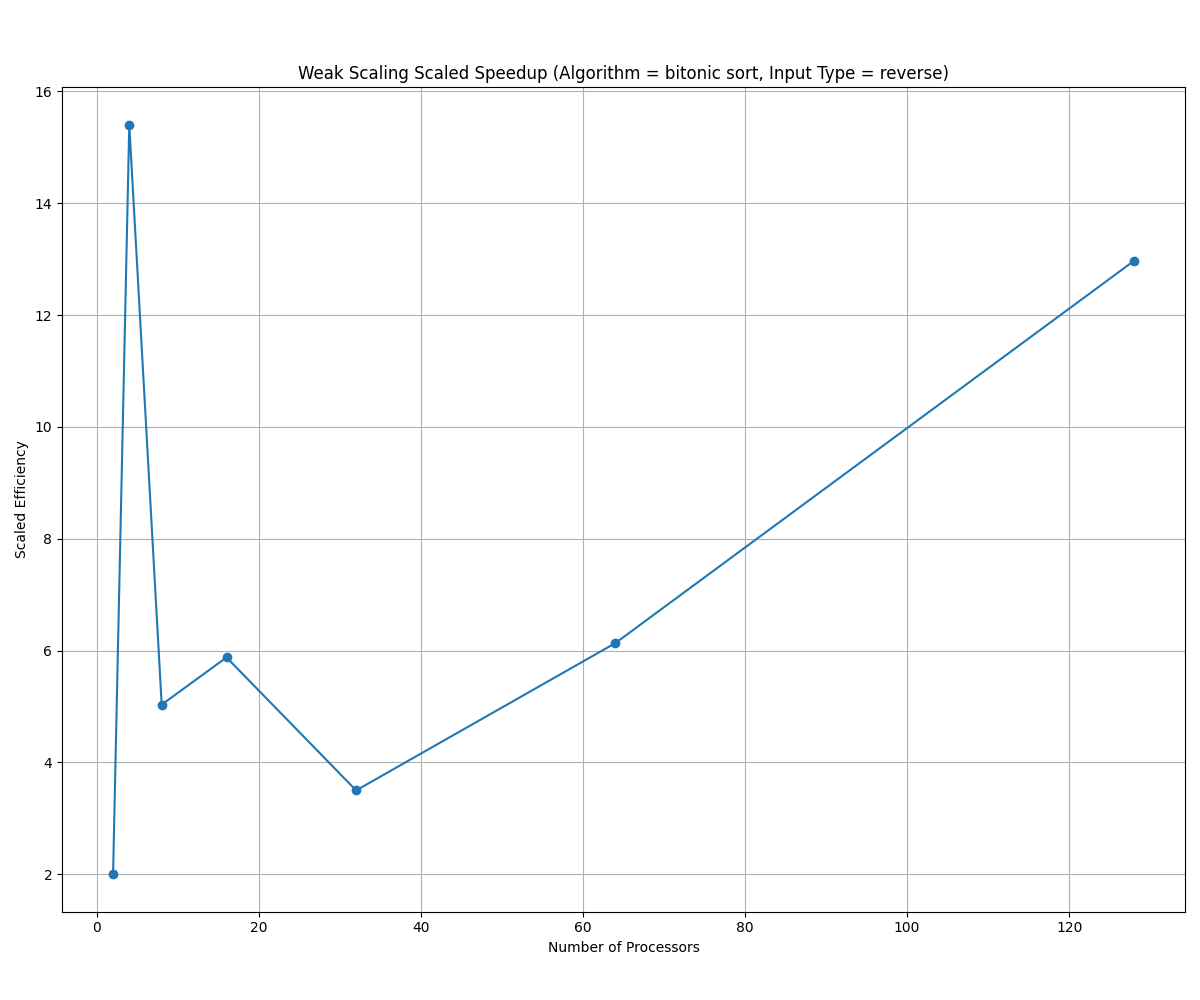 Weak Scaling Scaled Speedup (Algorithm = bitonic sort, Input Type = reverse)
16
14
12
10
8
6
4
2
Scaled Efficiency
0 20 40 60 80 100 120
Number of Processors